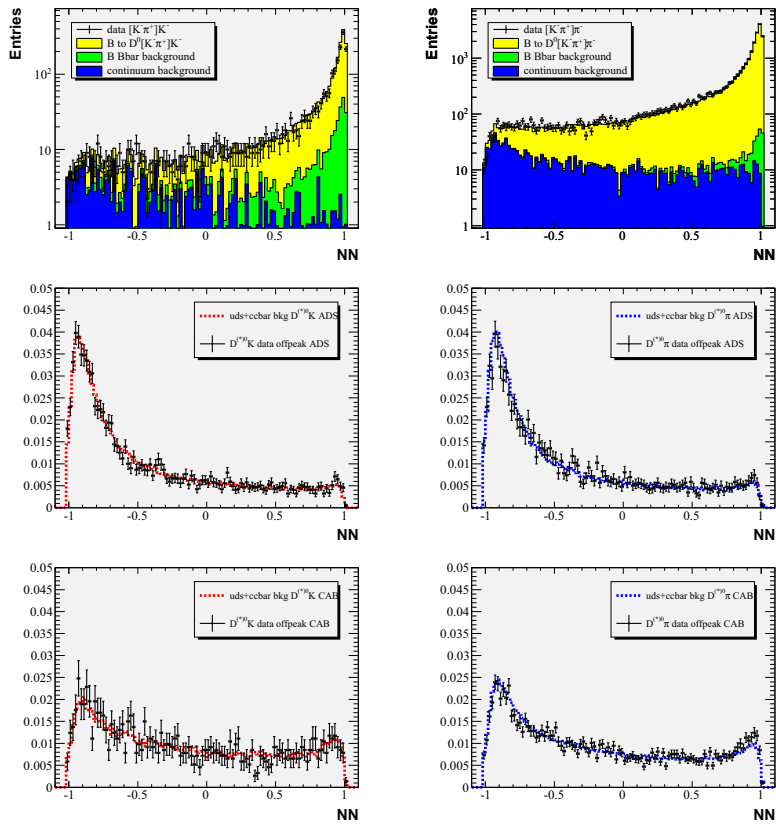 Entries
data [K⁻π⁺]K⁻
B to D⁰[K⁻π⁺]K⁻
B Bbar background
continuum background
10²
10
1
-1 -0.5 0 0.5 1
NN
Entries
data [K⁻π⁺]π⁻
B to D⁰[K⁻π⁺]π⁻
B Bbar background
continuum background
10³
10²
10
1
-1 -0.5 0 0.5 1
NN
0.05
0.045
0.04
0.035
0.03
0.025
0.02
0.015
0.01
0.005
0
uds+ccbar bkg D⁽*⁾⁰K ADS
D⁽*⁾⁰K data offpeak ADS
-1 -0.5 0 0.5 1
NN
0.05
0.045
0.04
0.035
0.03
0.025
0.02
0.015
0.01
0.005
0
uds+ccbar bkg D⁽*⁾⁰π ADS
D⁽*⁾⁰π data offpeak ADS
-1 -0.5 0 0.5 1
NN
0.05
0.045
0.04
0.035
0.03
0.025
0.02
0.015
0.01
0.005
0
uds+ccbar bkg D⁽*⁾⁰K CAB
D⁽*⁾⁰K data offpeak CAB
-1 -0.5 0 0.5 1
NN
0.05
0.045
0.04
0.035
0.03
0.025
0.02
0.015
0.01
0.005
0
uds+ccbar bkg D⁽*⁾⁰π CAB
D⁽*⁾⁰π data offpeak CAB
-1 -0.5 0 0.5 1
NN